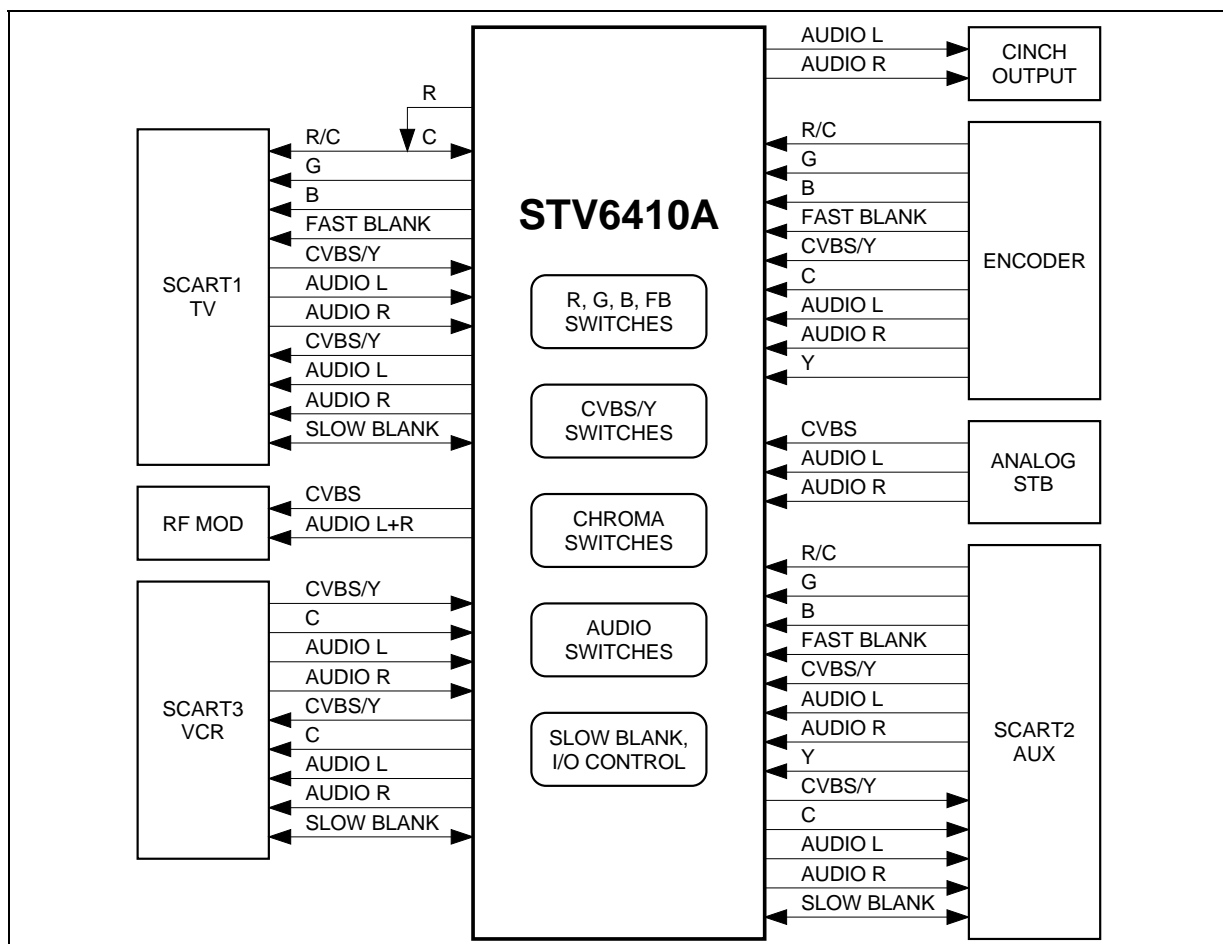 R
R/C
C
G
B
FAST BLANK
CVBS/Y
AUDIO L
AUDIO R
CVBS/Y
AUDIO L
AUDIO R
SLOW BLANK
SCART1
TV
CVBS
AUDIO L+R
RF MOD
CVBS/Y
C
AUDIO L
AUDIO R
CVBS/Y
C
AUDIO L
AUDIO R
SLOW BLANK
SCART3
VCR
STV6410A
R, G, B, FB
SWITCHES
CVBS/Y
SWITCHES
CHROMA
SWITCHES
AUDIO
SWITCHES
SLOW BLANK,
I/O CONTROL
AUDIO L
AUDIO R
CINCH
OUTPUT
R/C
G
B
FAST BLANK
CVBS/Y
C
AUDIO L
AUDIO R
Y
ENCODER
CVBS
AUDIO L
AUDIO R
ANALOG
STB
R/C
G
B
FAST BLANK
CVBS/Y
AUDIO L
AUDIO R
Y
CVBS/Y
C
AUDIO L
AUDIO R
SLOW BLANK
SCART2
AUX